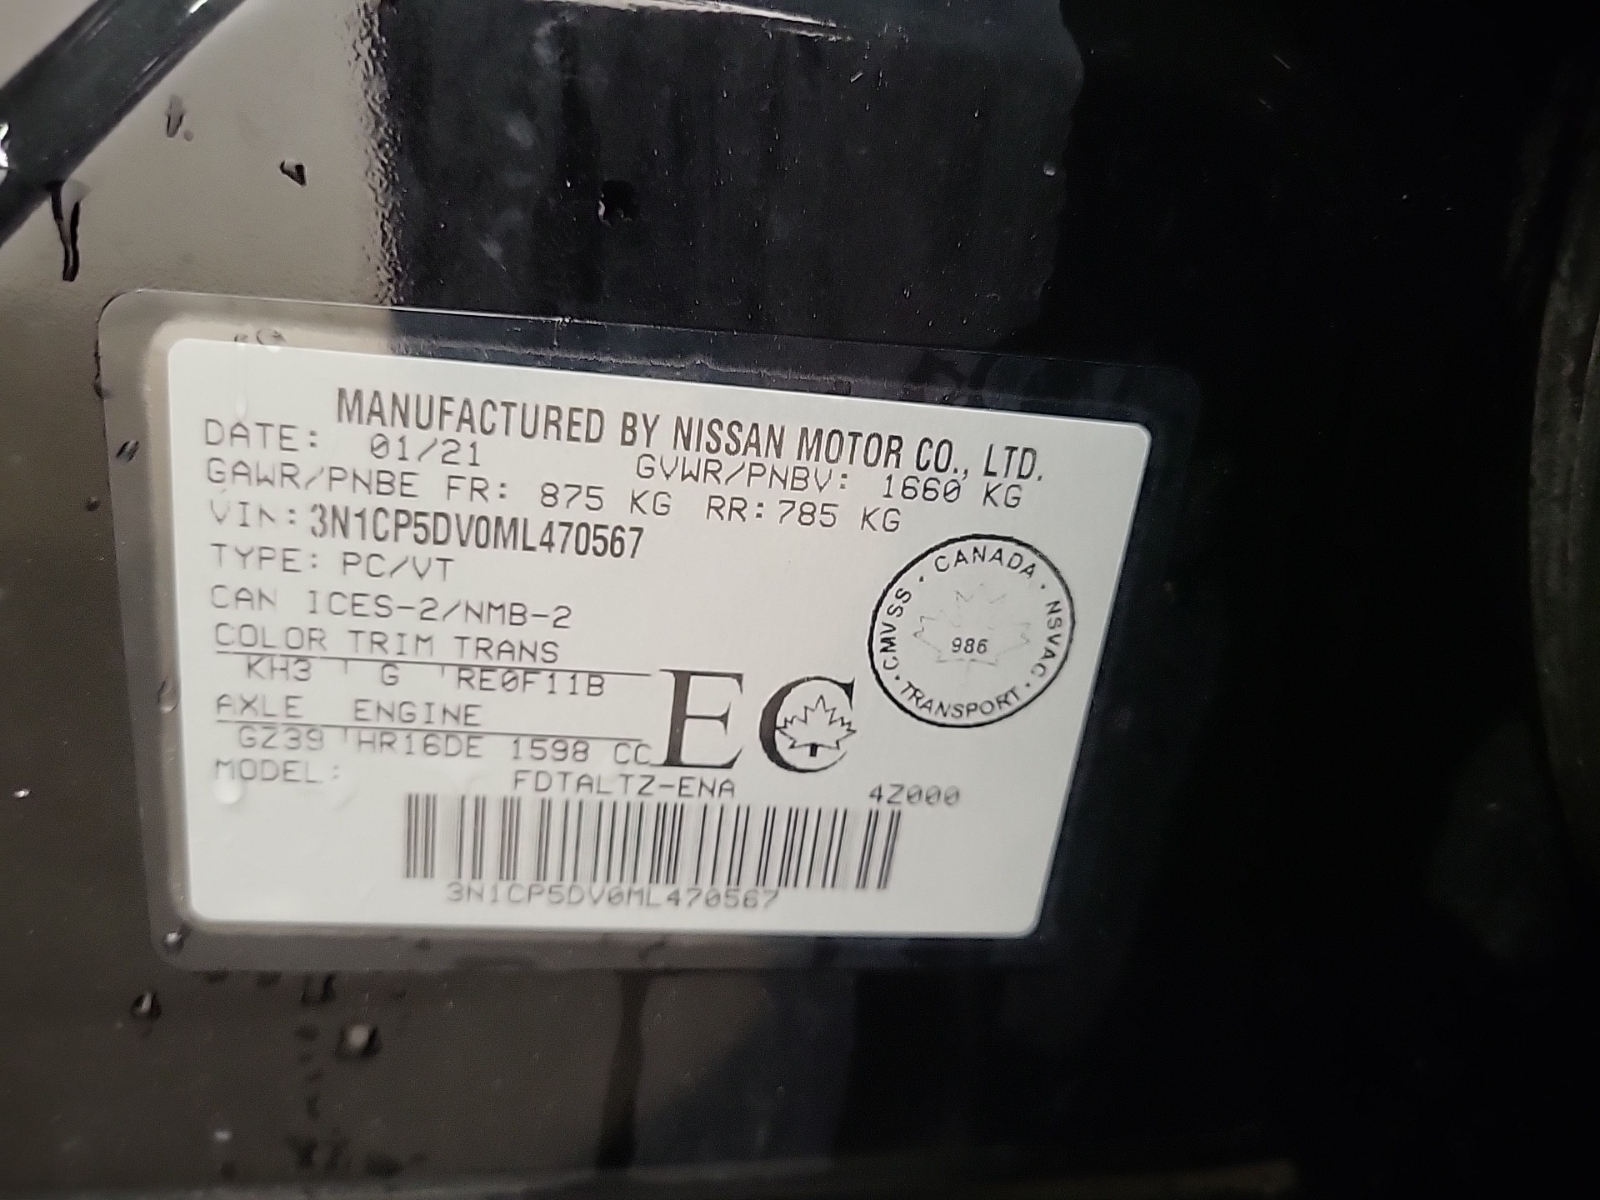 MANUFACTURED BY NISSAN MOTOR CO., LTD.
DATE: 01/21 GVWR/PNBV: 1660 KG
GAWR/PNBE FR: 875 KG RR: 785 KG
VIN: 3N1CP5DV0ML470567
TYPE: PC/VT
CAN ICES-2/NMB-2
COLOR TRIM TRANS
KH3 ' G 'RE0F11B
AXLE ENGINE
GZ39 'HR16DE 1598 CC
MODEL: FDTALTZ-ENA 4Z000
3N1CP5DV0ML470567
EC
· CANADA · NSVAC · TRANSPORT · CMVSS
986